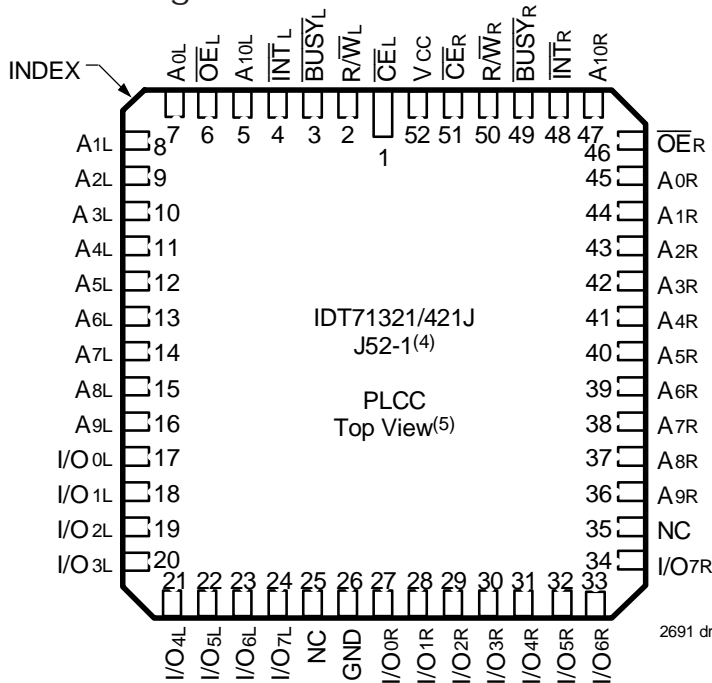 INDEX
A0L
OEL
A10L
INTL
BUSYL
R/WL
CEL
VCC
CER
R/WR
BUSYR
INTR
A10R
7
6
5
4
3
2
1
52
51
50
49
48
47
A1L 8
A2L 9
A3L 10
A4L 11
A5L 12
A6L 13
A7L 14
A8L 15
A9L 16
I/O0L 17
I/O1L 18
I/O2L 19
I/O3L 20
IDT71321/421J
J52-1(4)
PLCC
Top View(5)
46 OER
45 A0R
44 A1R
43 A2R
42 A3R
41 A4R
40 A5R
39 A6R
38 A7R
37 A8R
36 A9R
35 NC
34 I/O7R
21
22
23
24
25
26
27
28
29
30
31
32
33
I/O4L
I/O5L
I/O6L
I/O7L
NC
GND
I/O0R
I/O1R
I/O2R
I/O3R
I/O4R
I/O5R
I/O6R
2691 dr